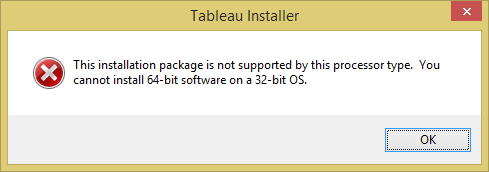 Tableau Installer
This installation package is not supported by this processor type.  You
cannot install 64-bit software on a 32-bit OS.
OK